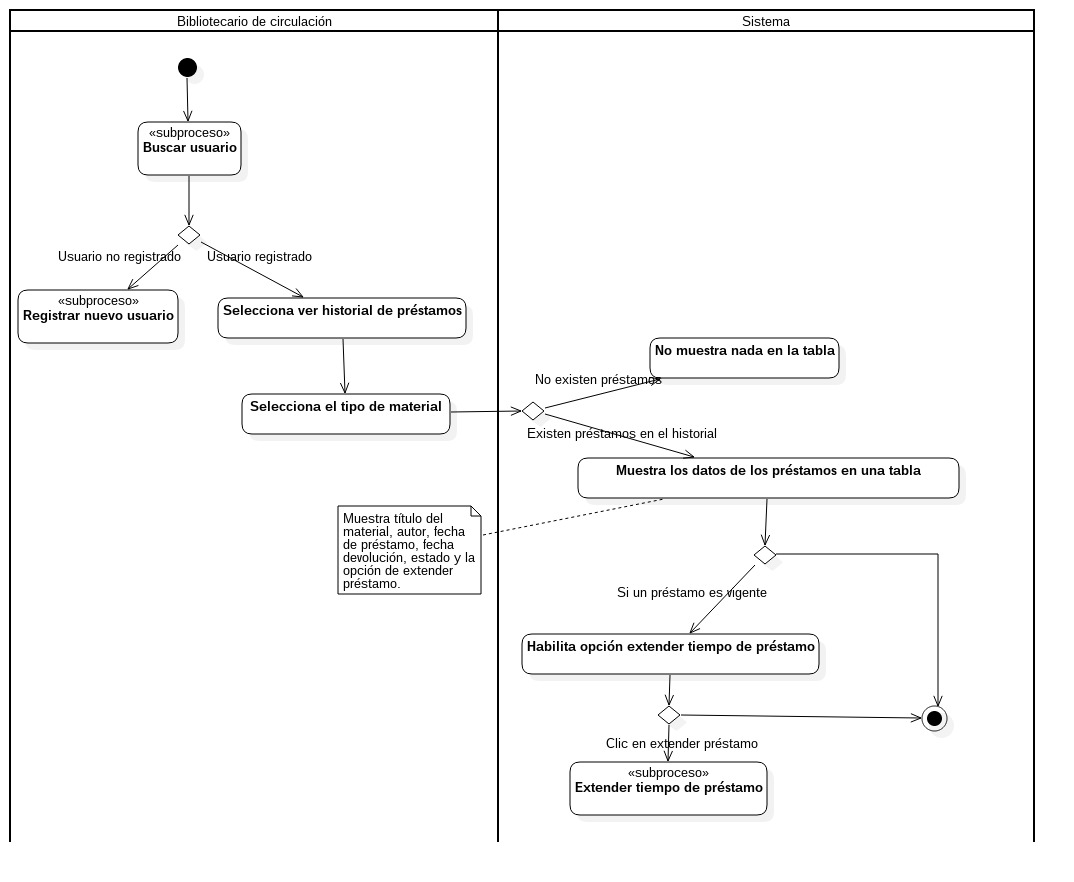 Bibliotecario de circulación
Sistema
«subproceso»
Buscar usuario
Usuario no registrado
Usuario registrado
«subproceso»
Registrar nuevo usuario
Selecciona ver historial de préstamos
No muestra nada en la tabla
No existen préstamos
Selecciona el tipo de material
Existen préstamos en el historial
Muestra los datos de los préstamos en una tabla
Muestra título del
material, autor, fecha
de préstamo, fecha
devolución, estado y la
opción de extender
préstamo.
Si un préstamo es vigente
Habilita opción extender tiempo de préstamo
Clic en extender préstamo
«subproceso»
Extender tiempo de préstamo